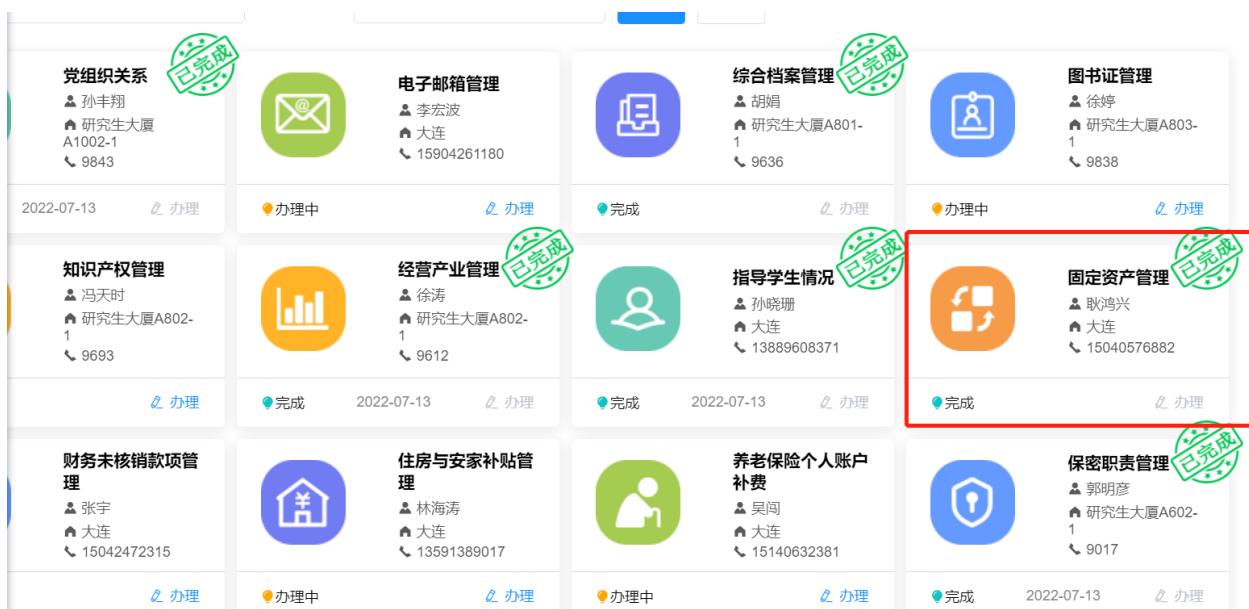 党组织关系
已完成
孙丰翔
研究生大厦
A1002-1
9843
2022-07-13
办理
电子邮箱管理
李宏波
大连
15904261180
办理中
办理
综合档案管理
已完成
胡娟
研究生大厦A801-
1
9636
完成
办理
图书证管理
徐婷
研究生大厦A803-
1
9838
办理中
办理
知识产权管理
冯天时
研究生大厦A802-
1
9693
办理
经营产业管理
已完成
徐涛
研究生大厦A802-
1
9612
完成
2022-07-13
办理
指导学生情况
已完成
孙晓珊
大连
13889608371
完成
2022-07-13
办理
固定资产管理
已完成
耿鸿兴
大连
15040576882
完成
办理
财务未核销款项管
理
张宇
大连
15042472315
办理
住房与安家补贴管
理
¥
林海涛
大连
13591389017
办理中
办理
养老保险个人账户
补费
吴闯
大连
15140632381
办理中
办理
保密职责管理
已完成
郭明彦
研究生大厦A602-
1
9017
完成
2022-07-13
办理